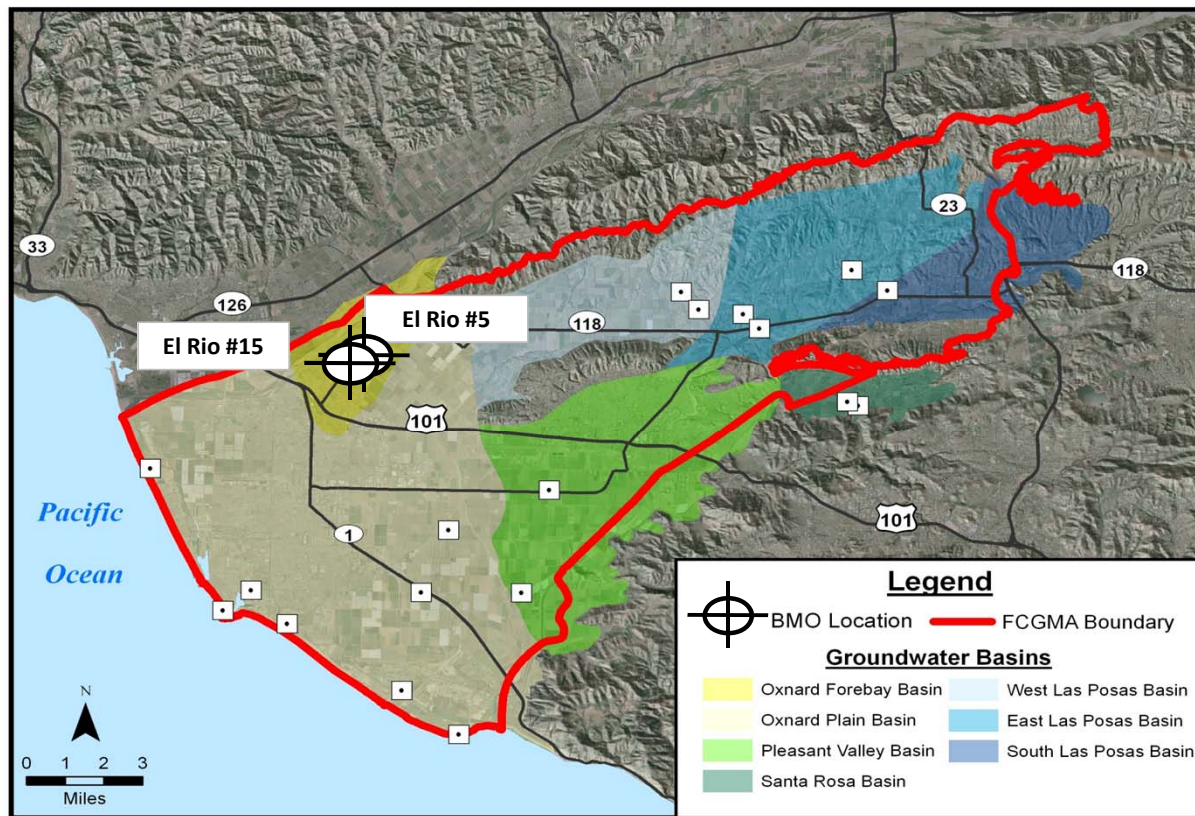 33
126
El Rio #15
El Rio #5
118
23
118
101
101
1
Pacific
Ocean
N
0 1 2 3
Miles
Legend
BMO Location FCGMA Boundary
Groundwater Basins
Oxnard Forebay Basin West Las Posas Basin
Oxnard Plain Basin East Las Posas Basin
Pleasant Valley Basin South Las Posas Basin
Santa Rosa Basin